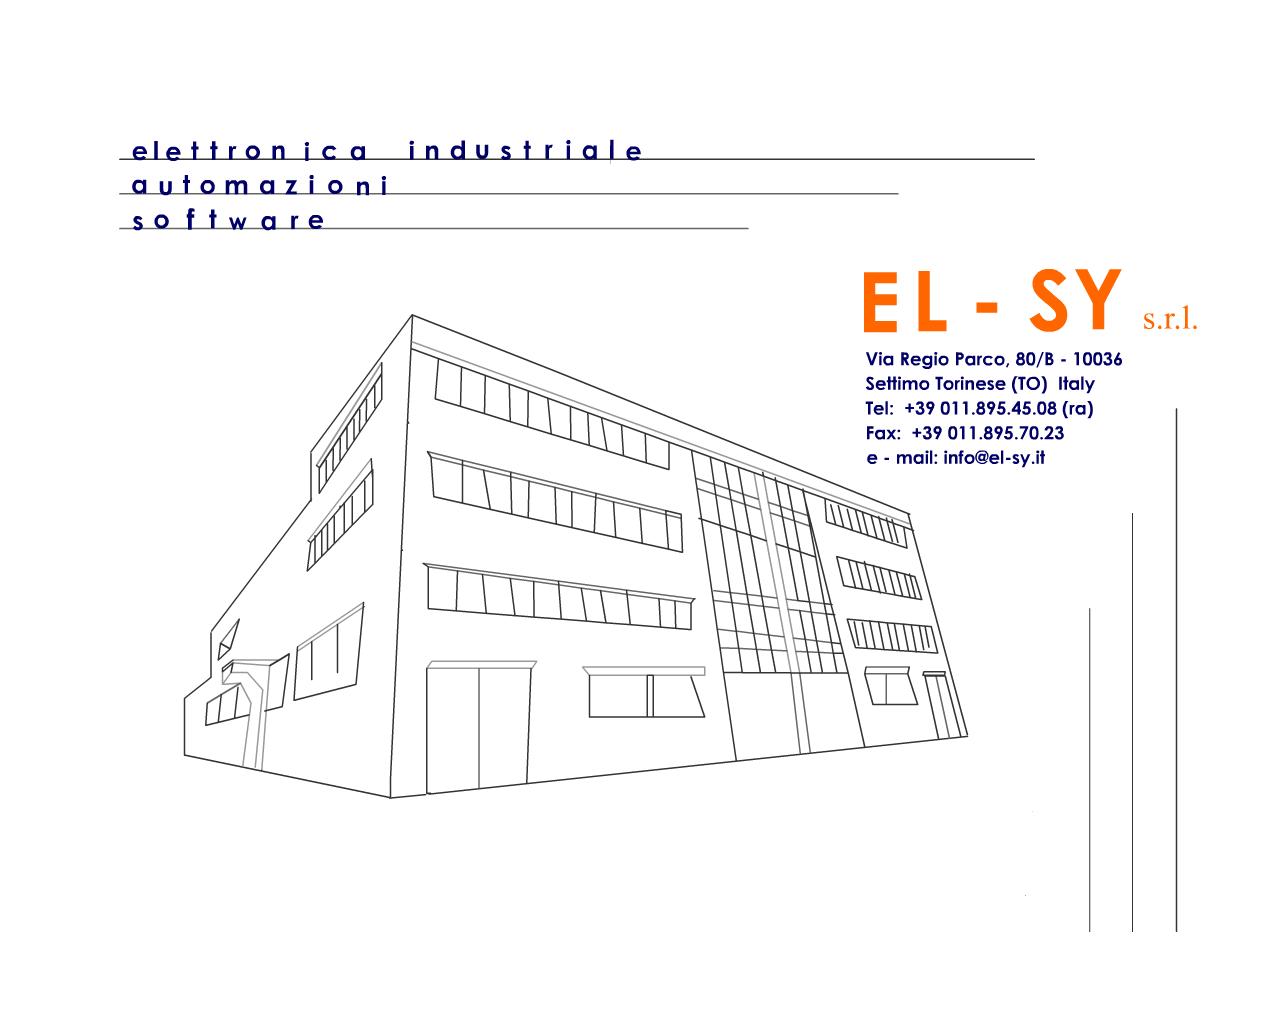 elettronica industriale
automazioni
software
EL - SY s.r.l.
Via Regio Parco, 80/B - 10036
Settimo Torinese (TO)  Italy
Tel:  +39 011.895.45.08 (ra)
Fax:  +39 011.895.70.23
e - mail: info@el-sy.it